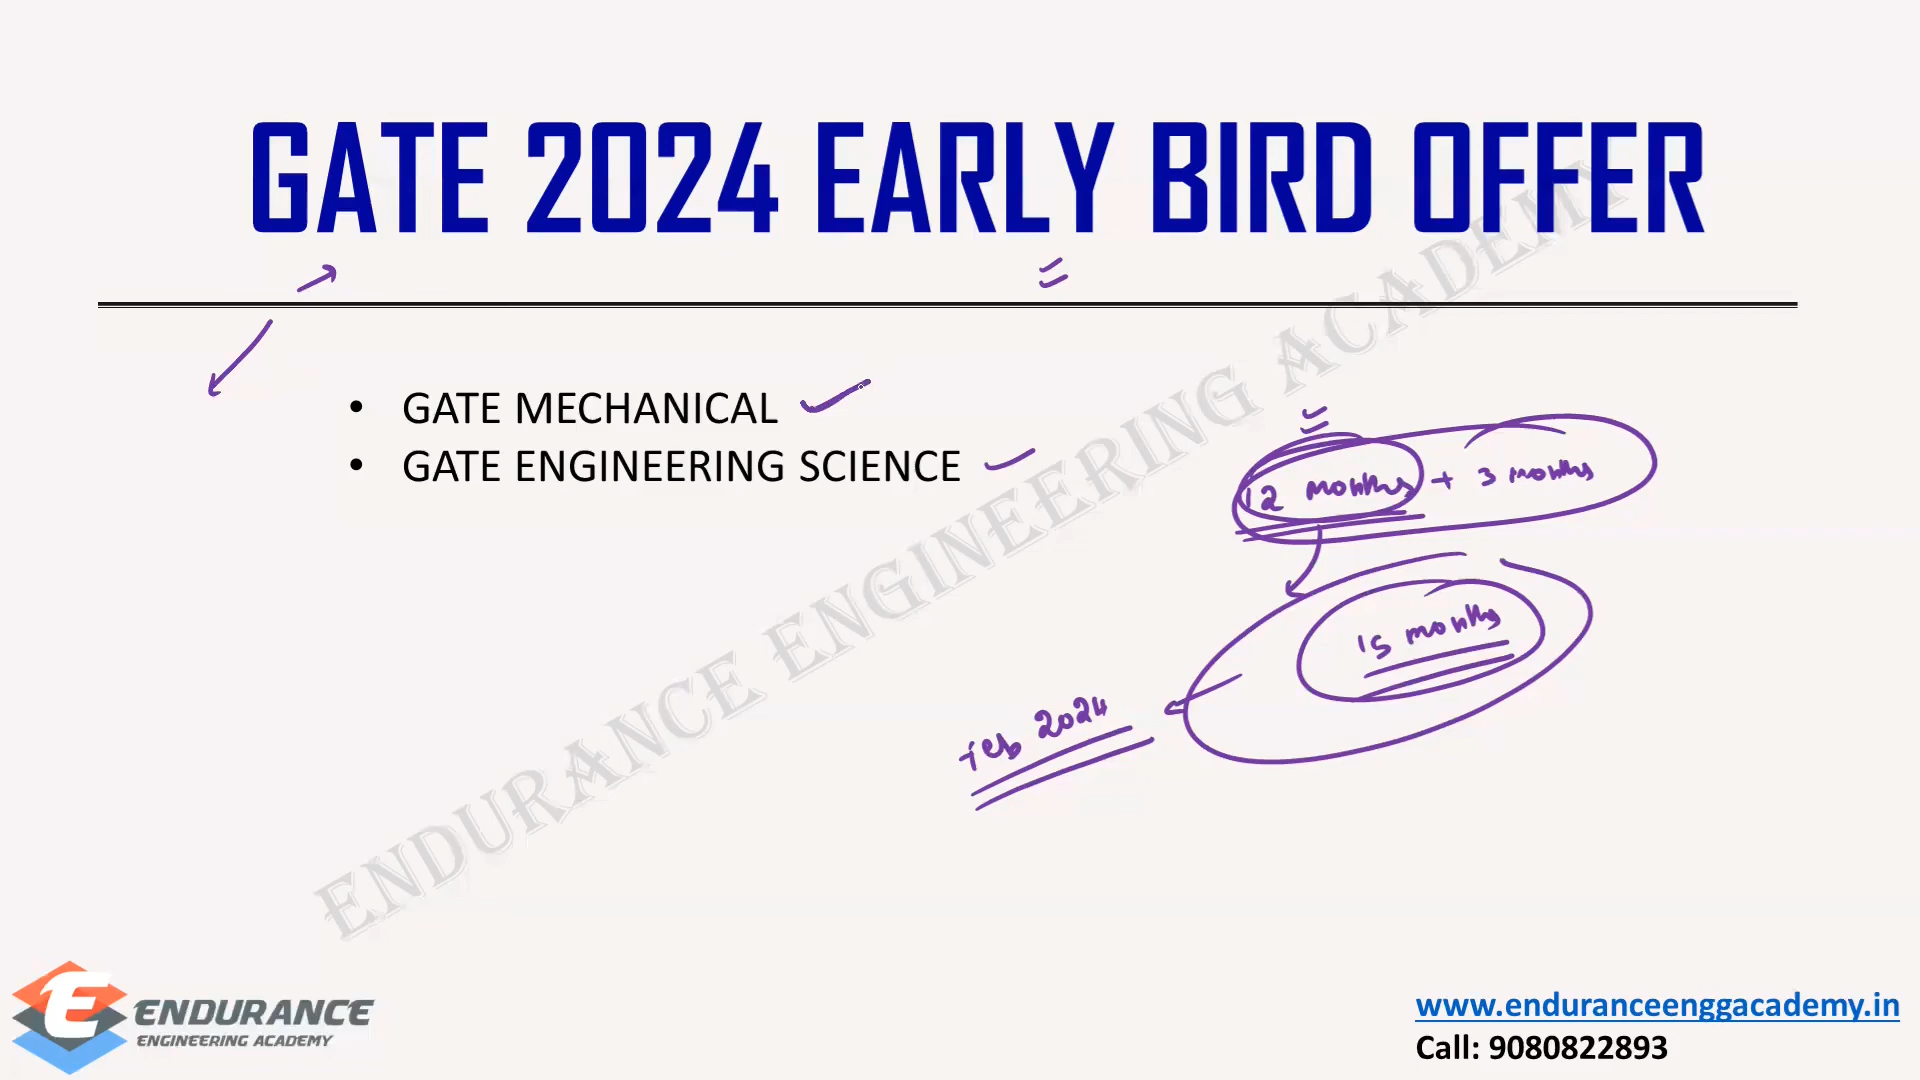 GATE 2024 EARLY BIRD OFFER
• GATE MECHANICAL
• GATE ENGINEERING SCIENCE
12 months + 3 months
15 months
Feb 2024
ENDURANCE ENGINEERING ACADEMY
E ENDURANCE
ENGINEERING ACADEMY
www.enduranceenggacademy.in
Call: 9080822893